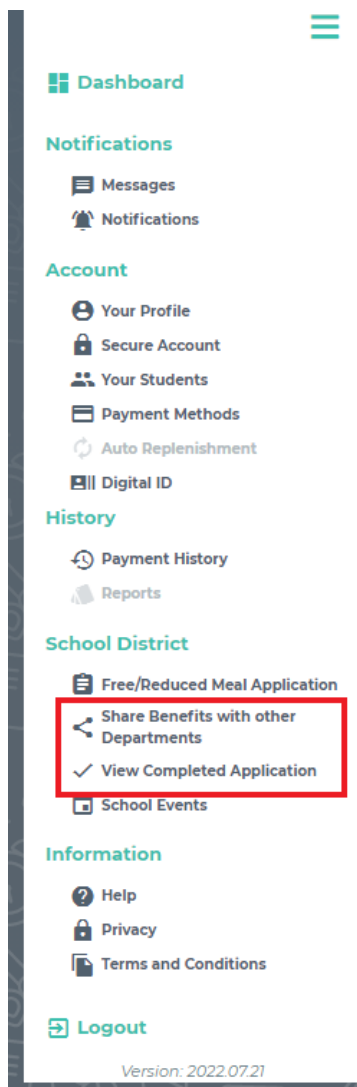 Dashboard
Notifications
Messages
Notifications
Account
Your Profile
Secure Account
Your Students
Payment Methods
Auto Replenishment
Digital ID
History
Payment History
Reports
School District
Free/Reduced Meal Application
Share Benefits with other
Departments
View Completed Application
School Events
Information
Help
Privacy
Terms and Conditions
Logout
Version: 2022.07.21